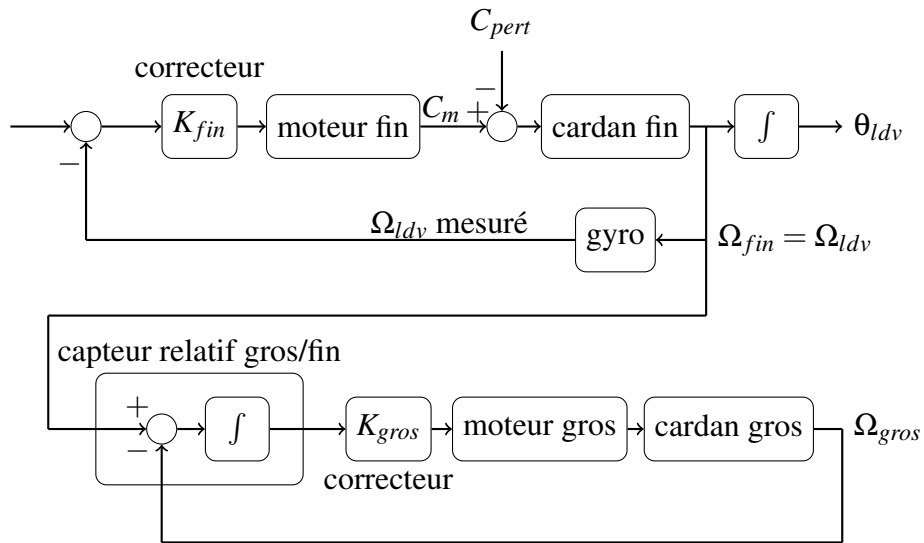 C_pert
correcteur
−
K_fin
moteur fin
C_m
+
cardan fin
∫
θ_ldv
−
Ω_ldv mesuré
gyro
Ω_fin = Ω_ldv
capteur relatif gros/fin
+
−
∫
K_gros
moteur gros
cardan gros
Ω_gros
correcteur